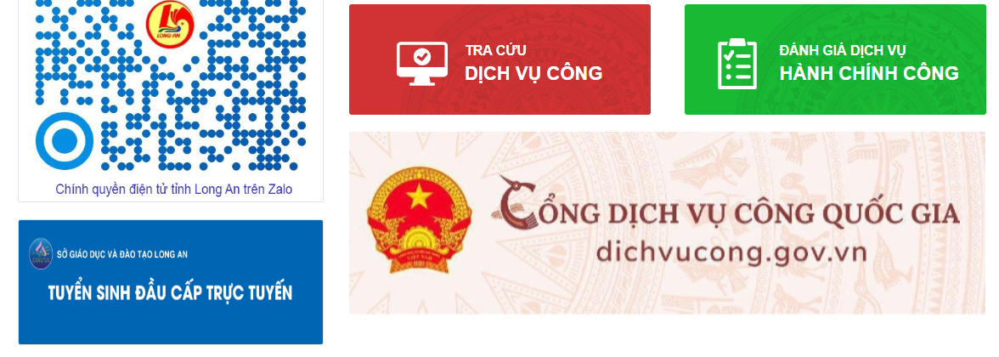 LONG AN
Chính quyền điện tử tỉnh Long An trên Zalo
SỞ GIÁO DỤC VÀ ĐÀO TẠO LONG AN
TUYỂN SINH ĐẦU CẤP TRỰC TUYẾN
TRA CỨU
DỊCH VỤ CÔNG
ĐÁNH GIÁ DỊCH VỤ
HÀNH CHÍNH CÔNG
CỔNG DỊCH VỤ CÔNG QUỐC GIA
dichvucong.gov.vn